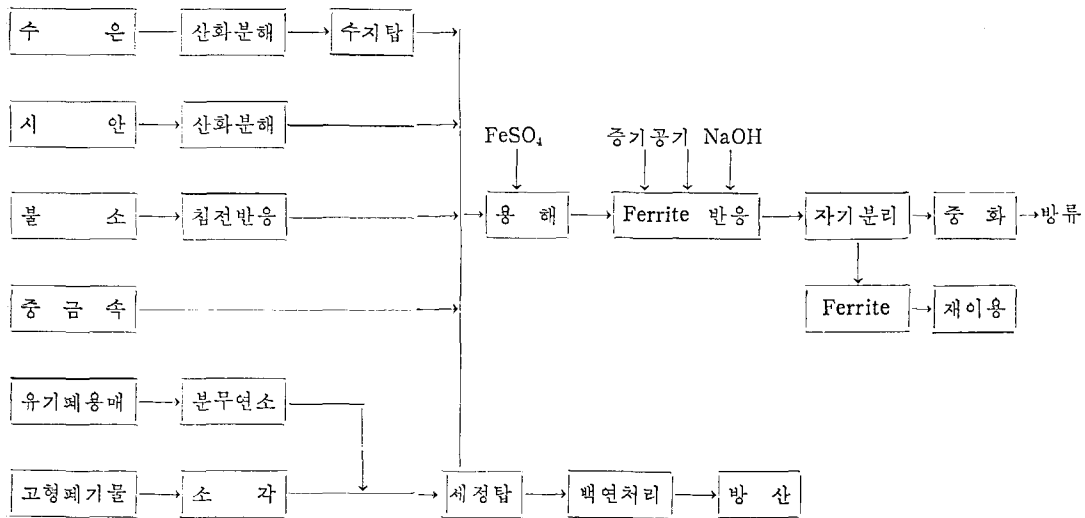 수 은 산화분해 수지탑
시 안 산화분해
FeSO₄ 증기 공기 NaOH
불 소 침전반응 용 해 Ferrite 반응 자기분리 중 화 방류
중 금 속 Ferrite 재이용
유기폐용매 분무연소
고형폐기물 소 각 세정탑 백연처리 방 산